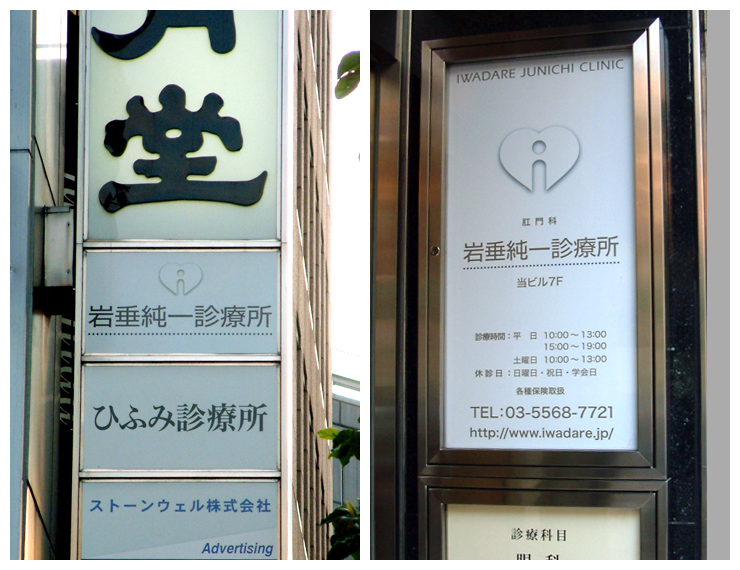 堂
岩垂純一診療所
ひふみ診療所
ストーンウェル株式会社
Advertising
IWADARE JUNICHI CLINIC
肛門科
岩垂純一診療所
当ビル7F
診療時間：平　日 10:00〜13:00
15:00〜19:00
土曜日 10:00〜13:00
休診日：日曜日・祝日・学会日
各種保険取扱
TEL：03-5568-7721
http://www.iwadare.jp/
診療科目
眼科